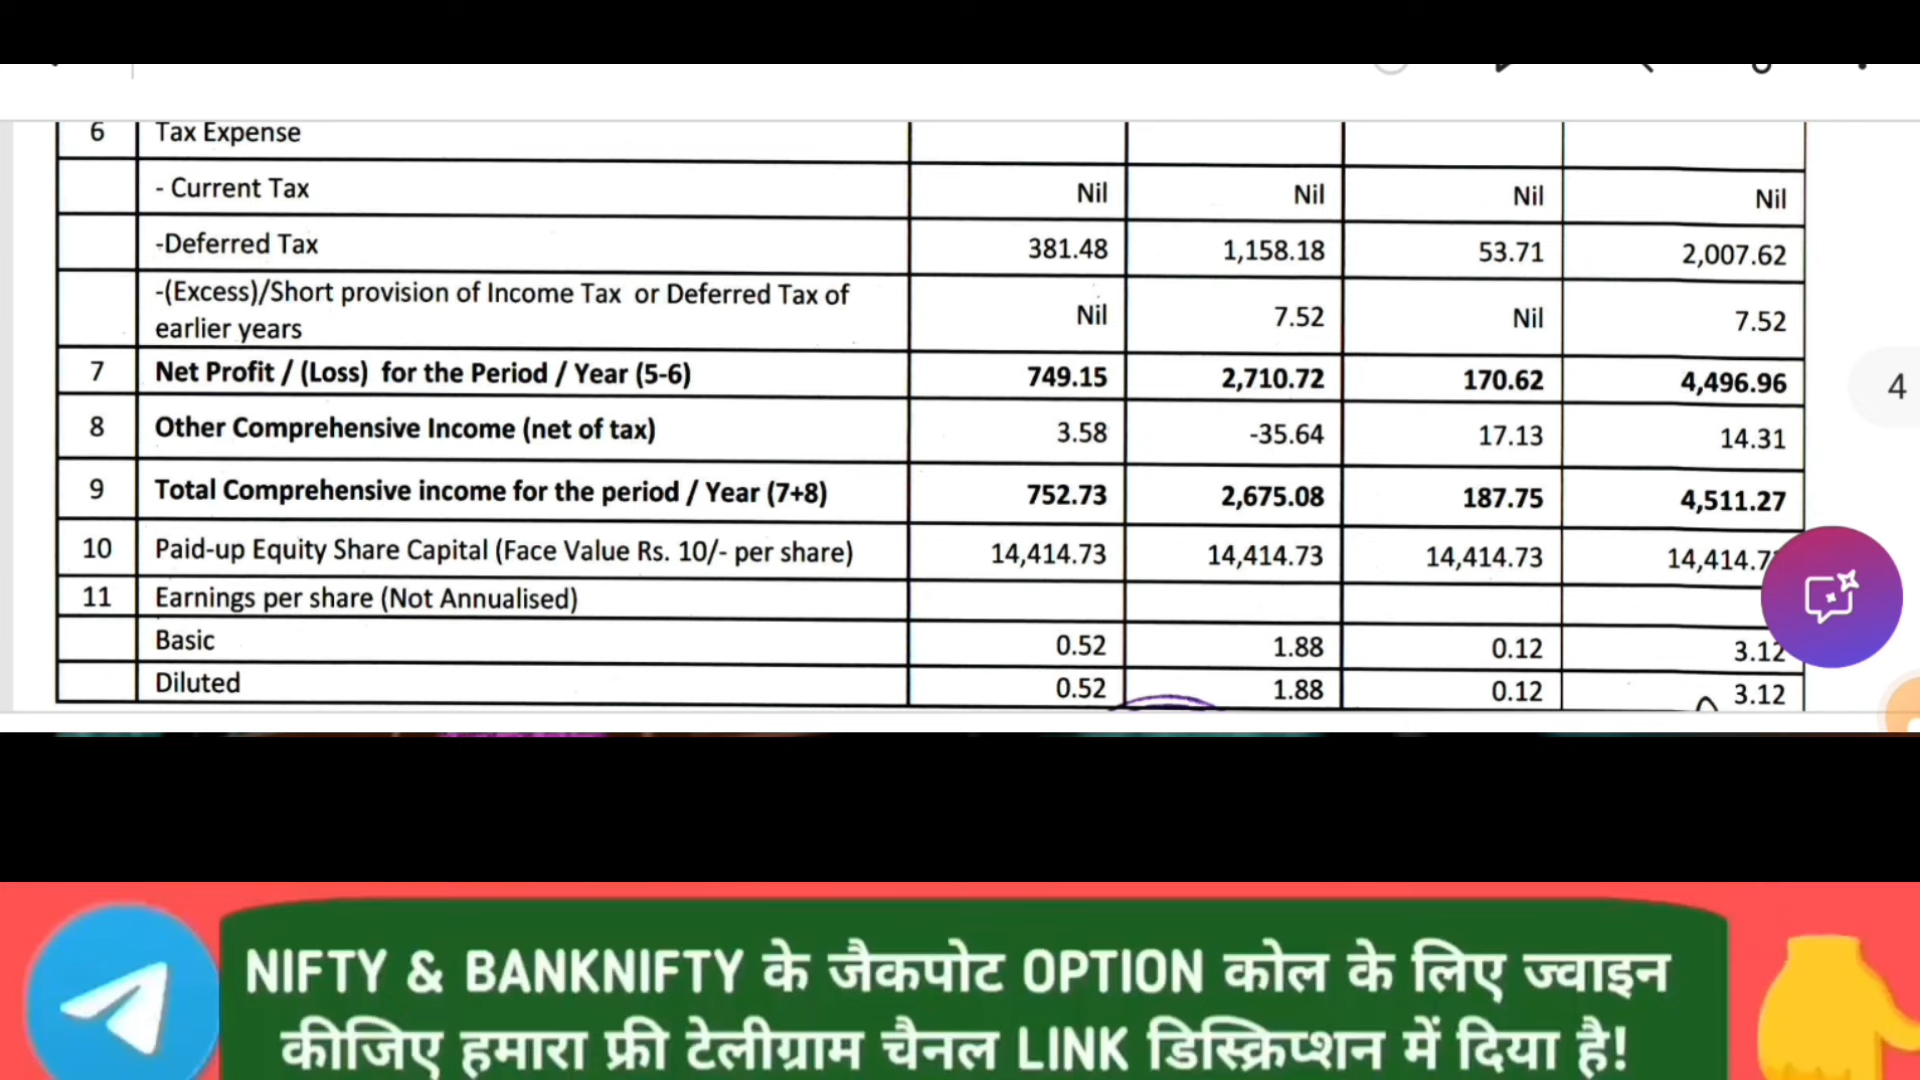 6 Tax Expense
- Current Tax Nil Nil Nil Nil
-Deferred Tax 381.48 1,158.18 53.71 2,007.62
-(Excess)/Short provision of Income Tax or Deferred Tax of
earlier years Nil 7.52 Nil 7.52
7 Net Profit / (Loss) for the Period / Year (5-6) 749.15 2,710.72 170.62 4,496.96
4
8 Other Comprehensive Income (net of tax) 3.58 -35.64 17.13 14.31
9 Total Comprehensive income for the period / Year (7+8) 752.73 2,675.08 187.75 4,511.27
10 Paid-up Equity Share Capital (Face Value Rs. 10/- per share) 14,414.73 14,414.73 14,414.73
11 Earnings per share (Not Annualised)
Basic 0.52 1.88 0.12 3.12
Diluted 0.52 1.88 0.12 3.12
NIFTY & BANKNIFTY के जैकपोट OPTION कोल के लिए ज्वाइन
कीजिए हमारा फ्री टेलीग्राम चैनल LINK डिस्क्रिप्शन में दिया है!